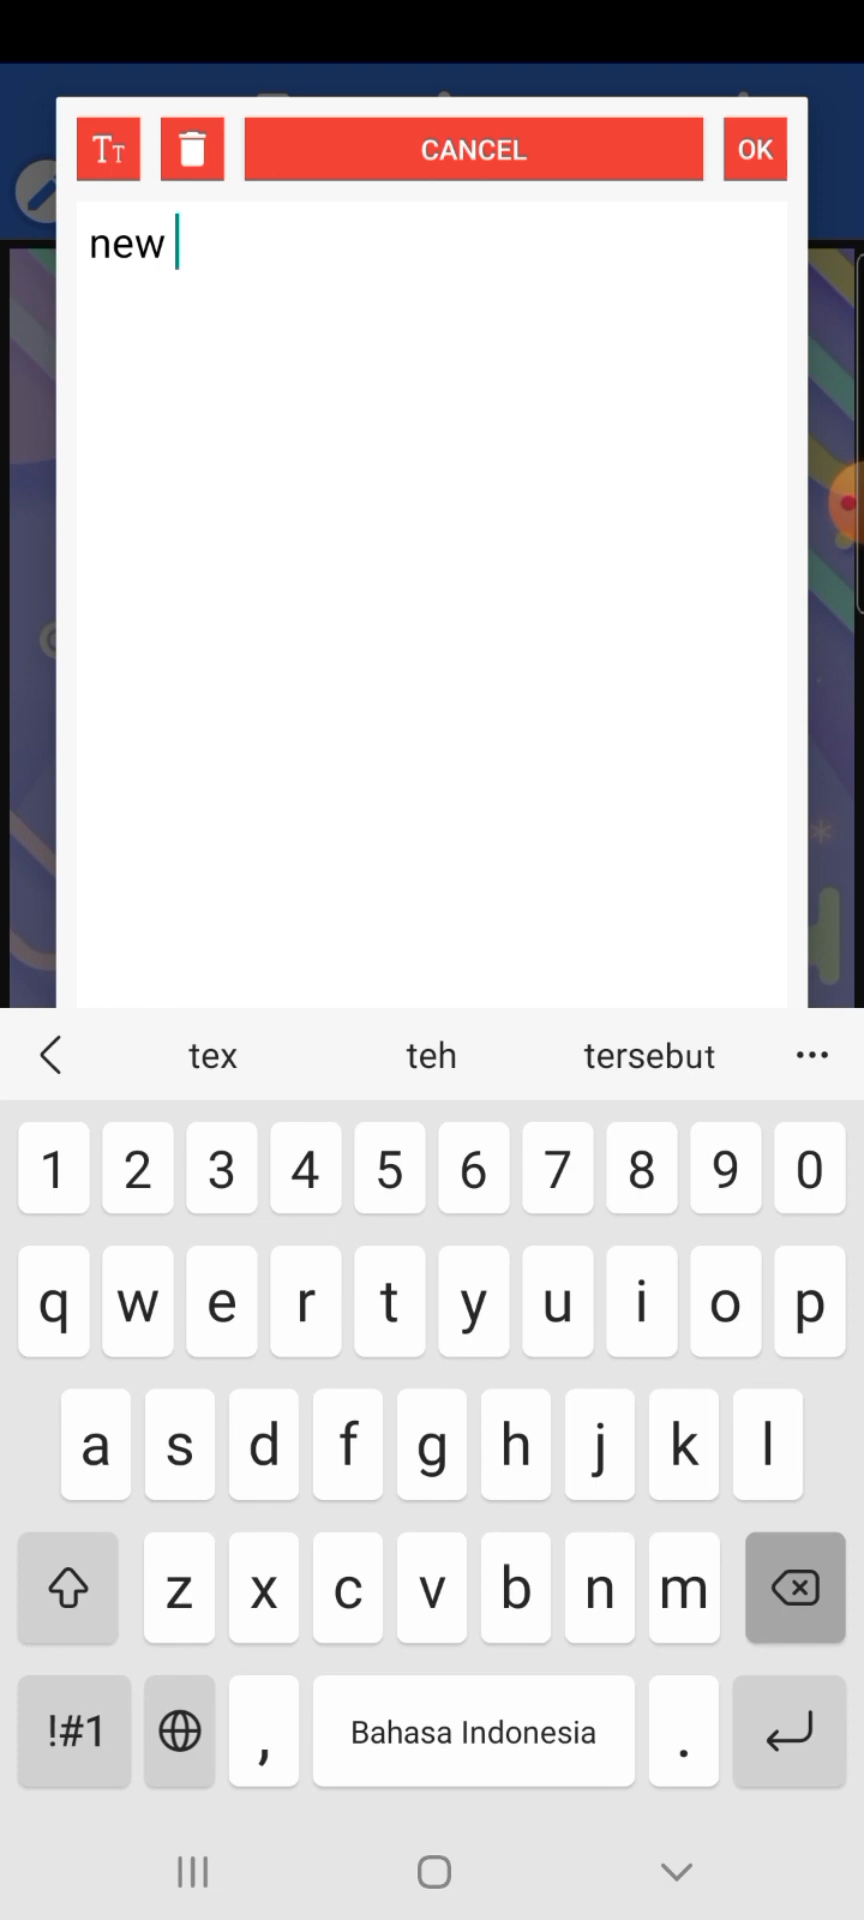 TT
CANCEL
OK
new
tex
teh
tersebut
1 2 3 4 5 6 7 8 9 0
q w e r t y u i o p
a s d f g h j k l
z x c v b n m
!#1 , Bahasa Indonesia .